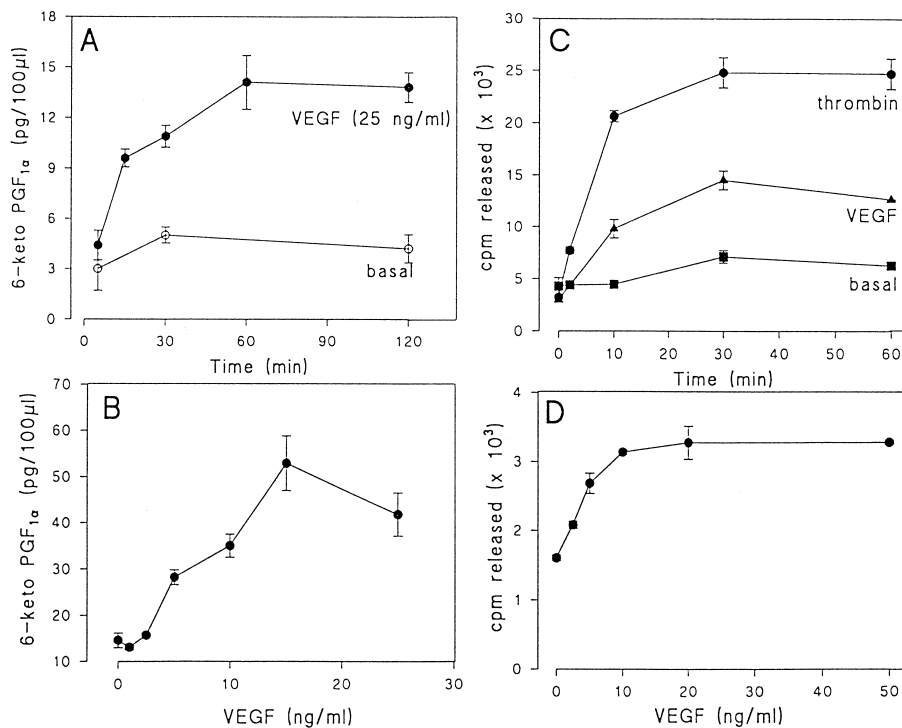 A
6-keto PGF1α (pg/100μl)
18
15
12
9
6
3
0
VEGF (25 ng/ml)
basal
0 30 60 90 120
Time (min)
C
cpm released (x 10³)
30
25
20
15
10
5
0
thrombin
VEGF
basal
0 10 20 30 40 50 60
Time (min)
B
6-keto PGF1α (pg/100μl)
70
60
50
40
30
20
10
0 10 20 30
VEGF (ng/ml)
D
cpm released (x 10³)
4
3
2
1
0
0 10 20 30 40 50
VEGF (ng/ml)